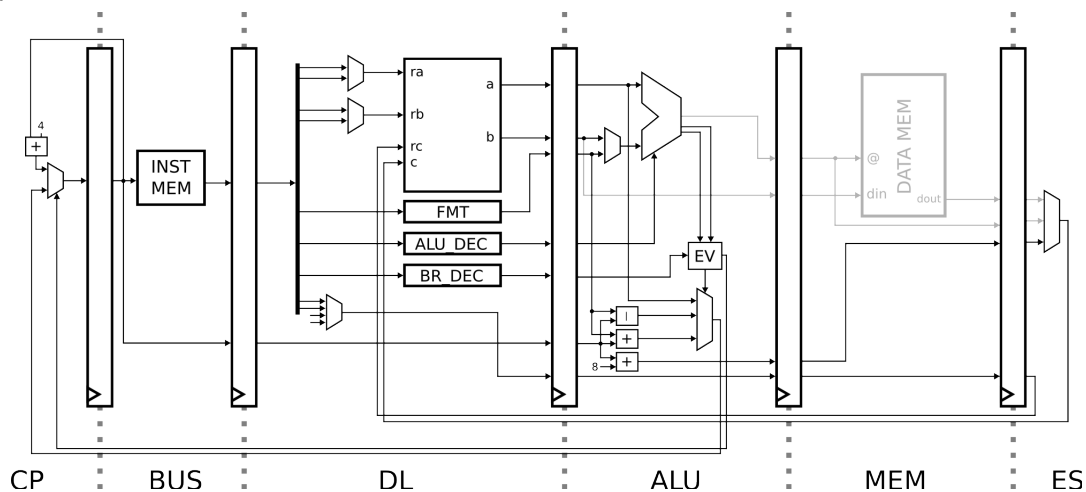 4
+
INST
MEM
ra
rb
rc
c
a
b
FMT
ALU_DEC
BR_DEC
EV
|
+
+
8
@
din
dout
DATA MEM
CP
BUS
DL
ALU
MEM
ES